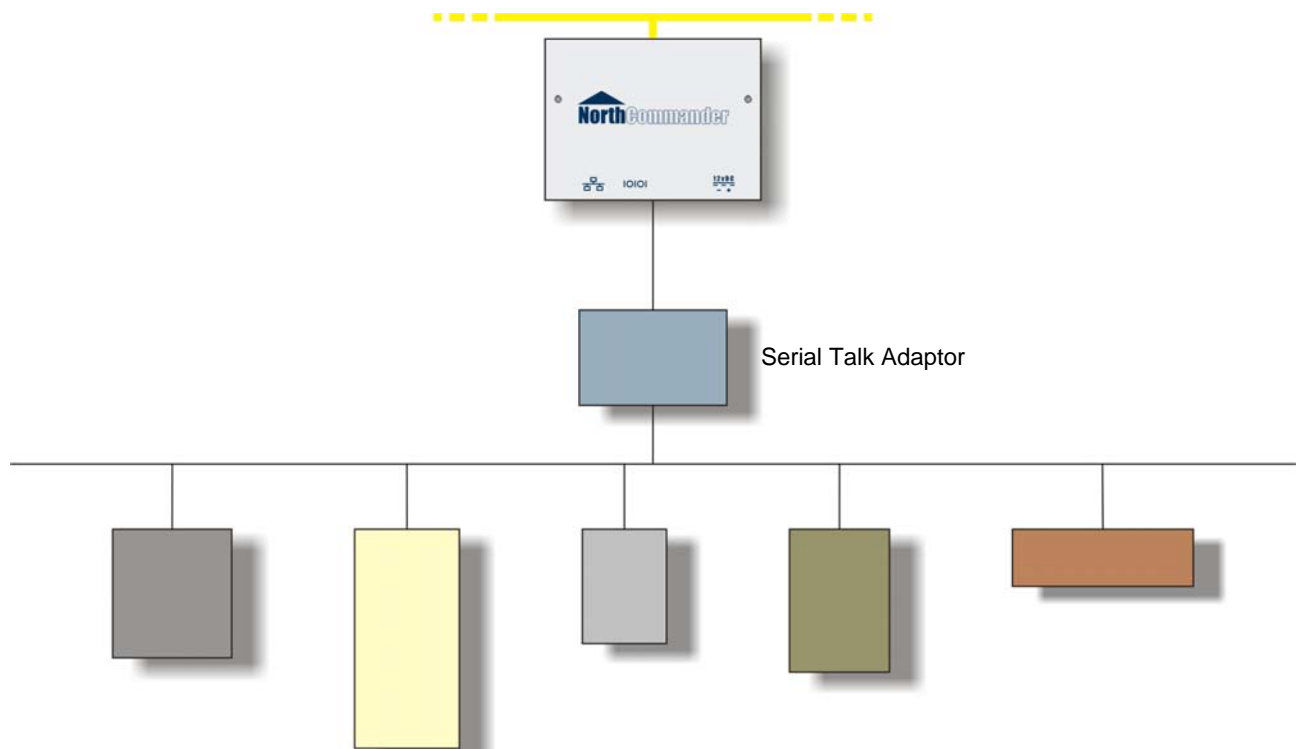 NorthCommander
IOIOI
12vDC
- +
Serial Talk Adaptor